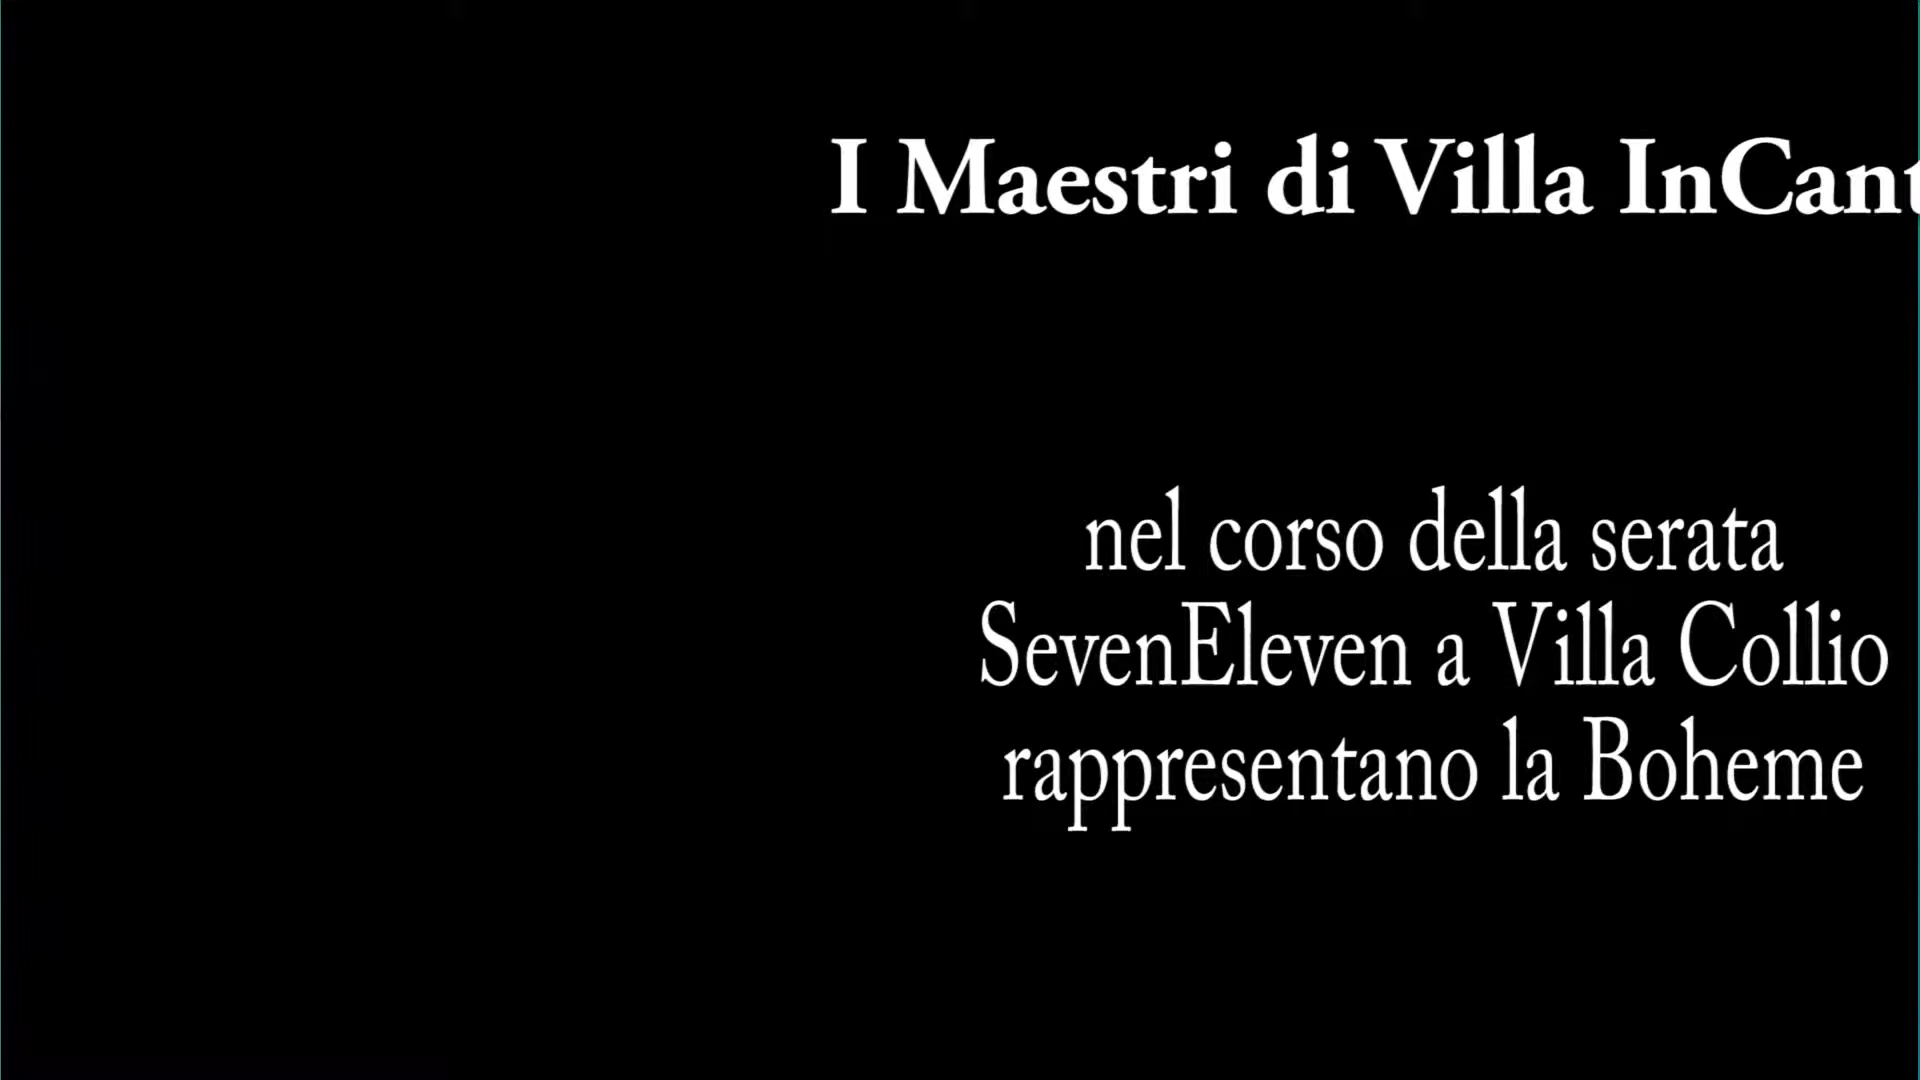 I Maestri di Villa InCant
nel corso della serata
SevenEleven a Villa Collio
rappresentano la Boheme